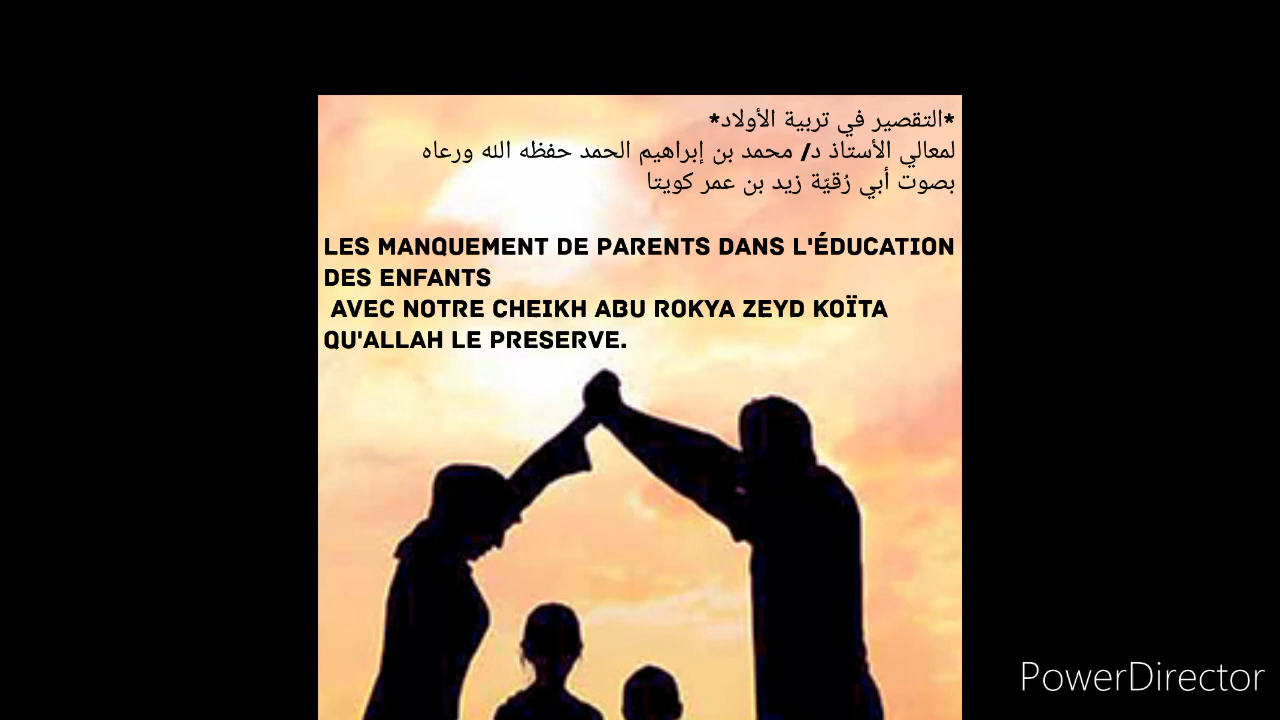 *التقصير في تربية الأولاد*
لمعالي الأستاذ د/ محمد بن إبراهيم الحمد حفظه الله ورعاه
بصوت أبي رُقيّة زيد بن عمر كويتا
LES MANQUEMENT DE PARENTS DANS L'ÉDUCATION
DES ENFANTS
AVEC NOTRE CHEIKH ABU ROKYA ZEYD KOÏTA
QU'ALLAH LE PRESERVE.
PowerDirector